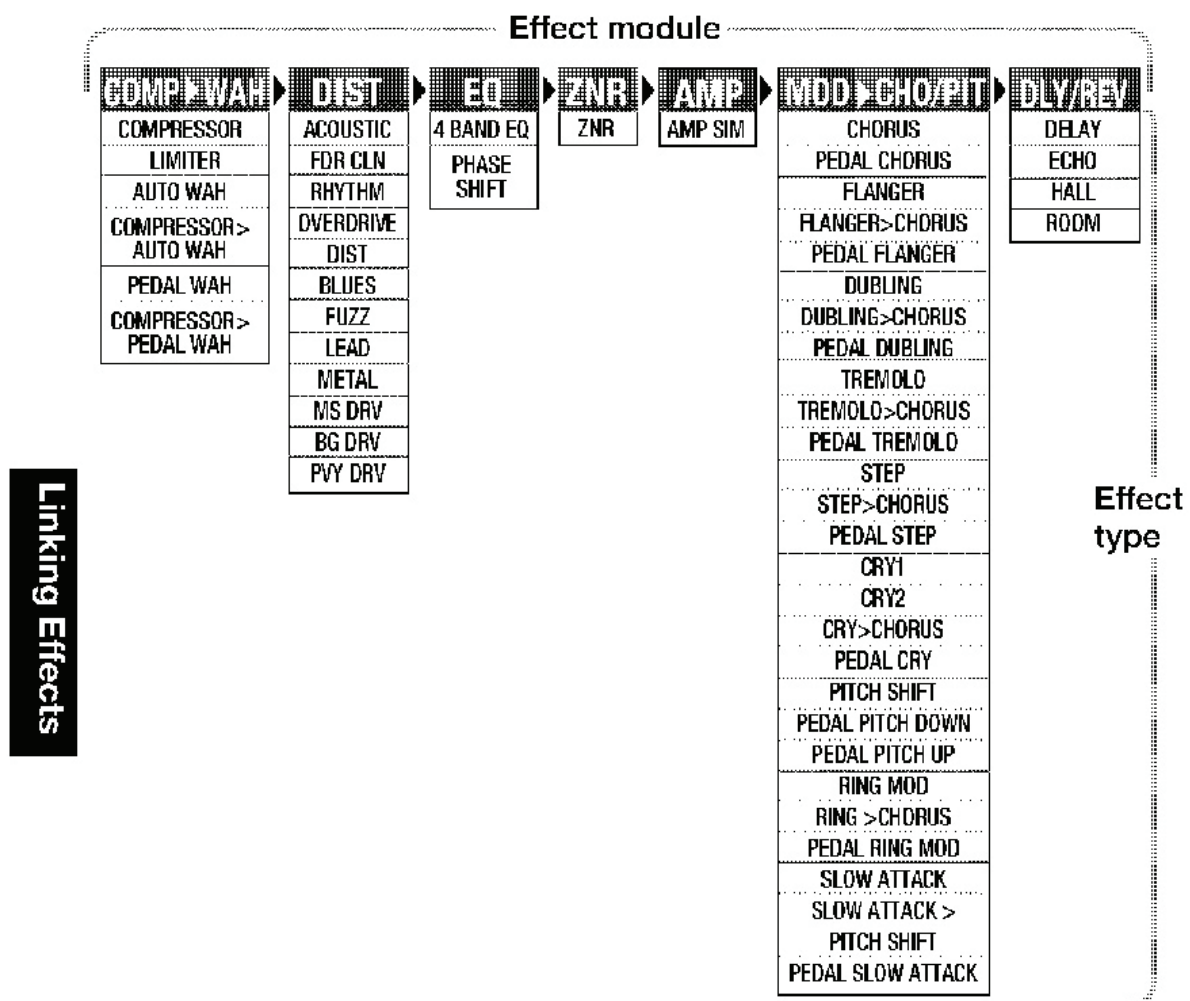 Effect module
COMP▶WAH
COMPRESSOR
LIMITER
AUTO WAH
COMPRESSOR>
AUTO WAH
PEDAL WAH
COMPRESSOR>
PEDAL WAH
DIST
ACOUSTIC
FDR CLN
RHYTHM
OVERDRIVE
DIST
BLUES
FUZZ
LEAD
METAL
MS DRV
BG DRV
PVY DRV
EQ
4 BAND EQ
PHASE
SHIFT
ZNR
ZNR
AMP
AMP SIM
MOD▶CHO/PIT
CHORUS
PEDAL CHORUS
FLANGER
FLANGER>CHORUS
PEDAL FLANGER
DUBLING
DUBLING>CHORUS
PEDAL DUBLING
TREMOLO
TREMOLO>CHORUS
PEDAL TREMOLO
STEP
STEP>CHORUS
PEDAL STEP
CRY1
CRY2
CRY>CHORUS
PEDAL CRY
PITCH SHIFT
PEDAL PITCH DOWN
PEDAL PITCH UP
RING MOD
RING >CHORUS
PEDAL RING MOD
SLOW ATTACK
SLOW ATTACK >
PITCH SHIFT
PEDAL SLOW ATTACK
DLY/REV
DELAY
ECHO
HALL
ROOM
Effect
type
Linking Effects